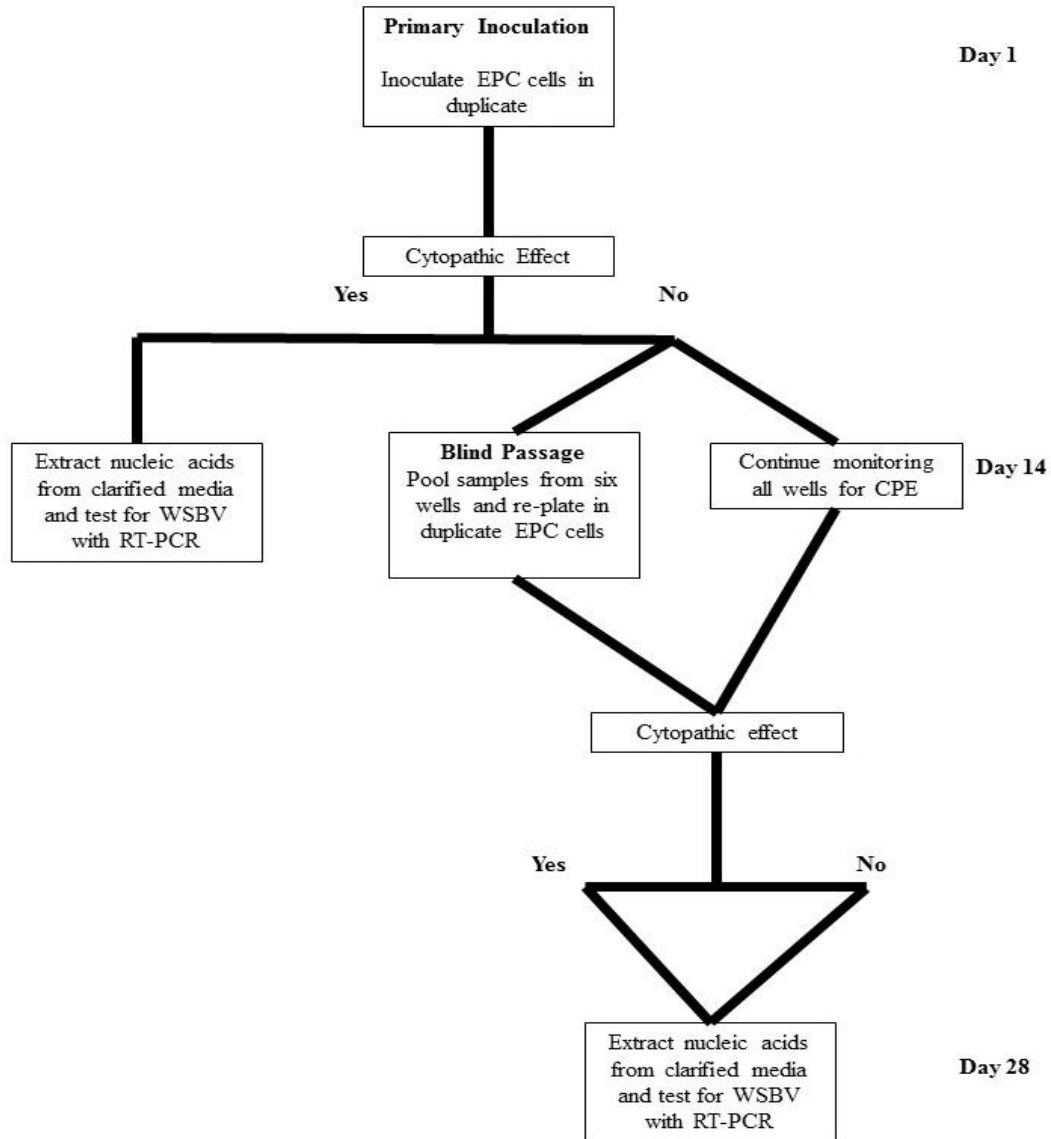 Primary Inoculation
Day 1
Inoculate EPC cells in
duplicate
Cytopathic Effect
Yes
No
Extract nucleic acids
from clarified media
and test for WSBV
with RT-PCR
Blind Passage
Pool samples from six
wells and re-plate in
duplicate EPC cells
Continue monitoring
all wells for CPE
Day 14
Cytopathic effect
Yes
No
Extract nucleic acids
from clarified media
and test for WSBV
with RT-PCR
Day 28